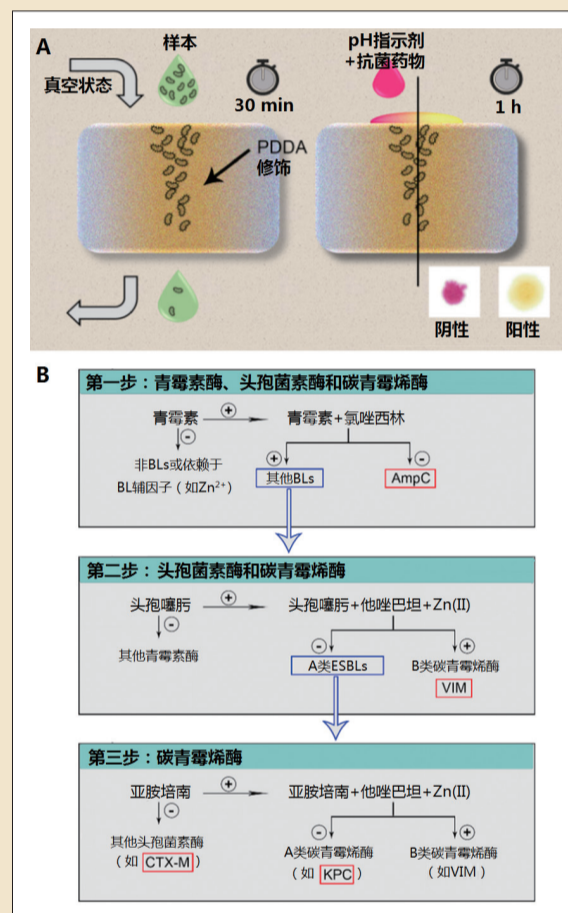 A
样本
真空状态
30 min
PDDA
修饰
pH指示剂
+抗菌药物
1 h
阴性
阳性
B
第一步：青霉素酶、头孢菌素酶和碳青霉烯酶
青霉素
+
青霉素+氯唑西林
-
非BLs或依赖于
BL辅因子（如Zn²⁺）
+
其他BLs
-
AmpC
第二步：头孢菌素酶和碳青霉烯酶
头孢噻肟
+
头孢噻肟+他唑巴坦+Zn(II)
-
其他青霉素酶
-
A类ESBLs
+
B类碳青霉烯酶
VIM
第三步：碳青霉烯酶
亚胺培南
+
亚胺培南+他唑巴坦+Zn(II)
-
其他头孢菌素酶
（如 CTX-M）
-
A类碳青霉烯酶
（如 KPC）
+
B类碳青霉烯酶
（如VIM）